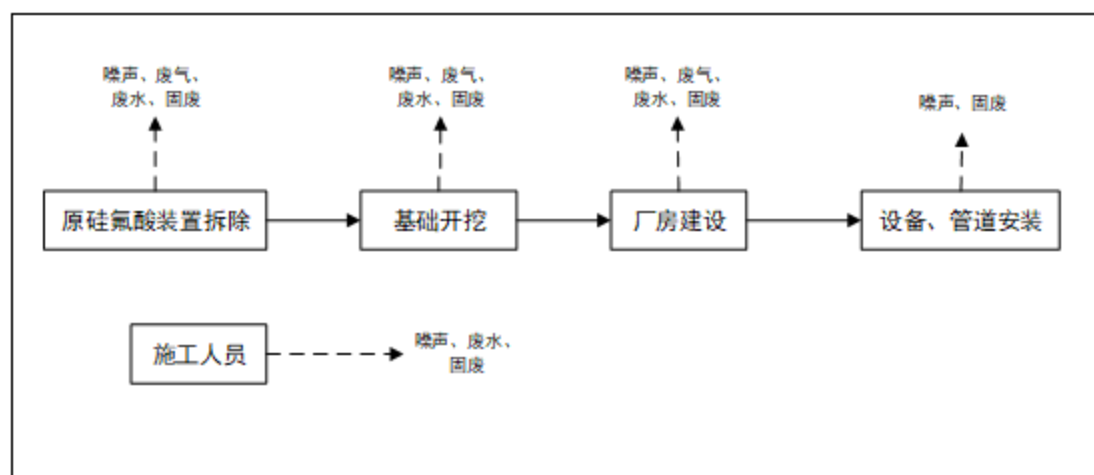 噪声、废气、
废水、固废
噪声、废气、
废水、固废
噪声、废气、
废水、固废
噪声、固废
原硅氟酸装置拆除
基础开挖
厂房建设
设备、管道安装
施工人员
噪声、废水、
固废